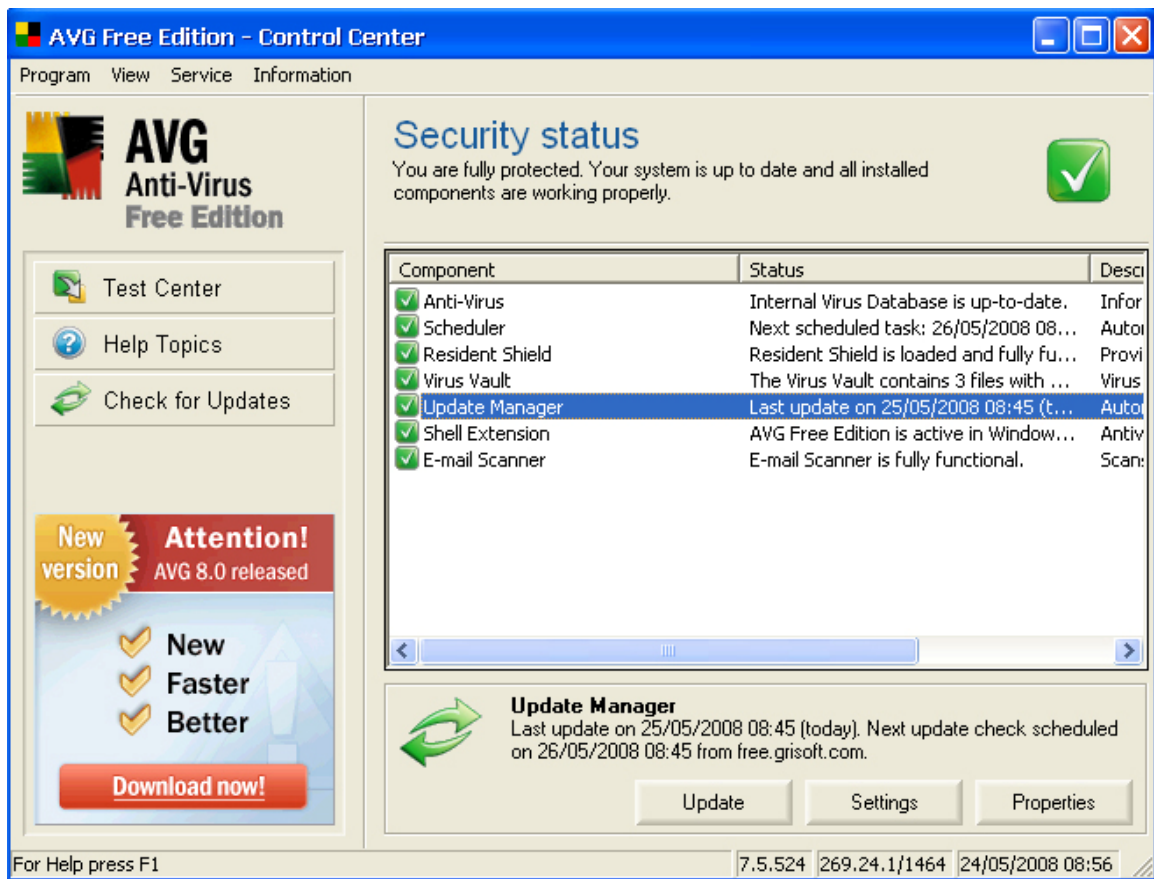 AVG Free Edition - Control Center
Program View Service Information
AVG
Anti-Virus
Free Edition
Security status
You are fully protected. Your system is up to date and all installed
components are working properly.
Test Center
Help Topics
Check for Updates
Component Status Descr
Anti-Virus Internal Virus Database is up-to-date. Infor
Scheduler Next scheduled task: 26/05/2008 08... Autor
Resident Shield Resident Shield is loaded and fully fu... Provi
Virus Vault The Virus Vault contains 3 files with ... Virus
Update Manager Last update on 25/05/2008 08:45 (t... Autor
Shell Extension AVG Free Edition is active in Window... Antiv
E-mail Scanner E-mail Scanner is fully functional. Scans
New
version
Attention!
AVG 8.0 released
New
Faster
Better
Download now!
Update Manager
Last update on 25/05/2008 08:45 (today). Next update check scheduled
on 26/05/2008 08:45 from free.grisoft.com.
Update Settings Properties
For Help press F1 7.5.524 269.24.1/1464 24/05/2008 08:56